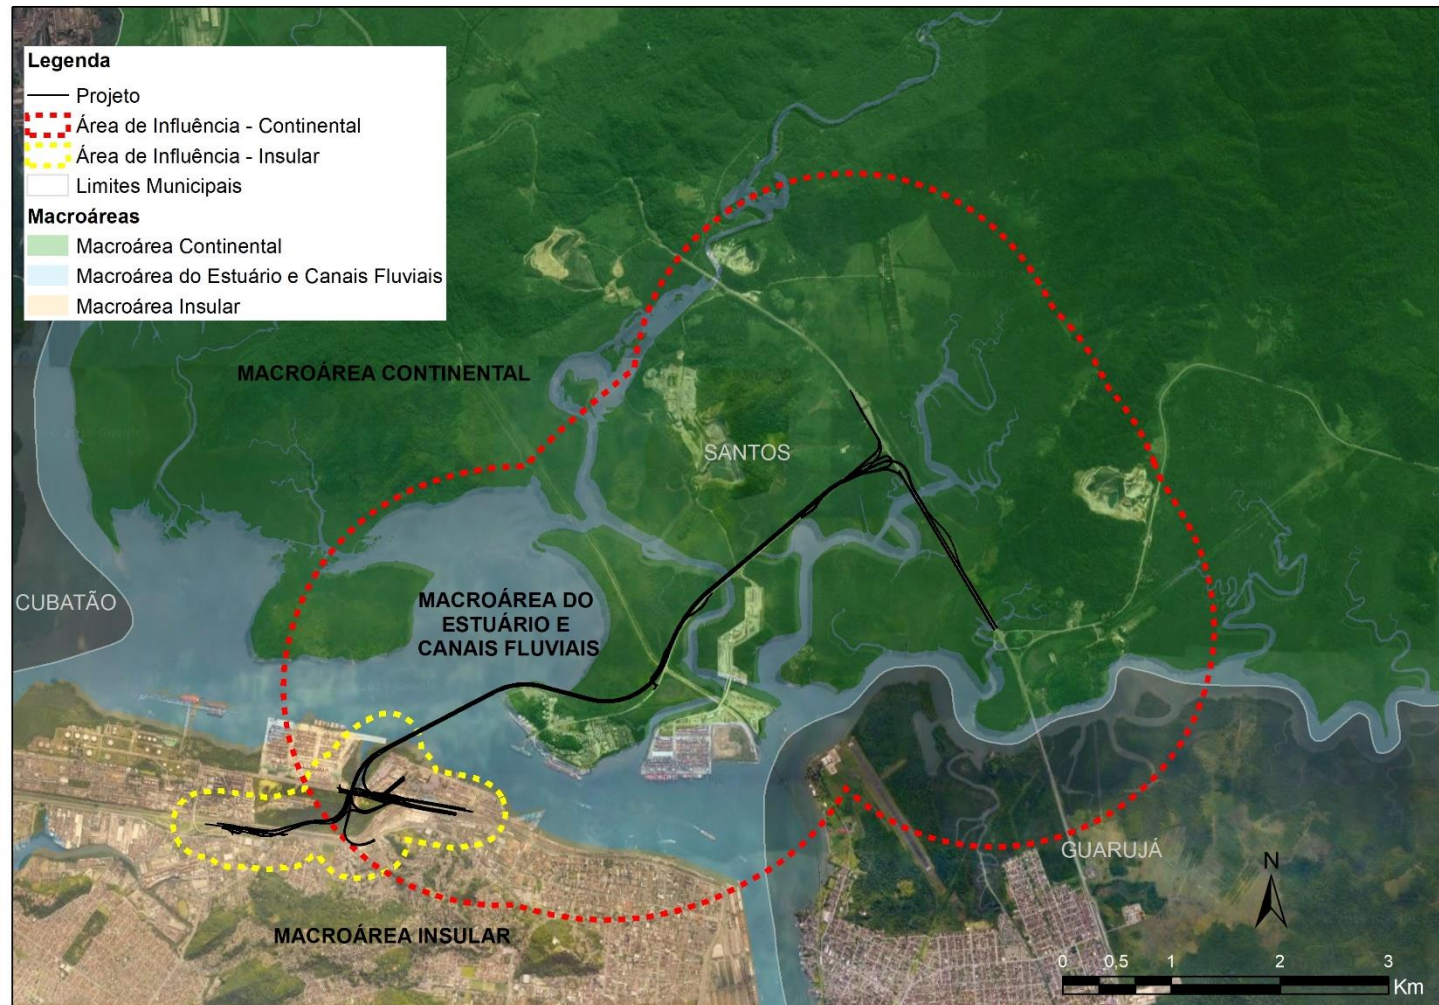 Legenda
Projeto
Área de Influência - Continental
Área de Influência - Insular
Limites Municipais
Macroáreas
Macroárea Continental
Macroárea do Estuário e Canais Fluviais
Macroárea Insular
MACROÁREA CONTINENTAL
SANTOS
CUBATÃO
MACROÁREA DO
ESTUÁRIO E
CANAIS FLUVIAIS
GUARUJÁ
MACROÁREA INSULAR
N
0 0,5 1 2 3
Km